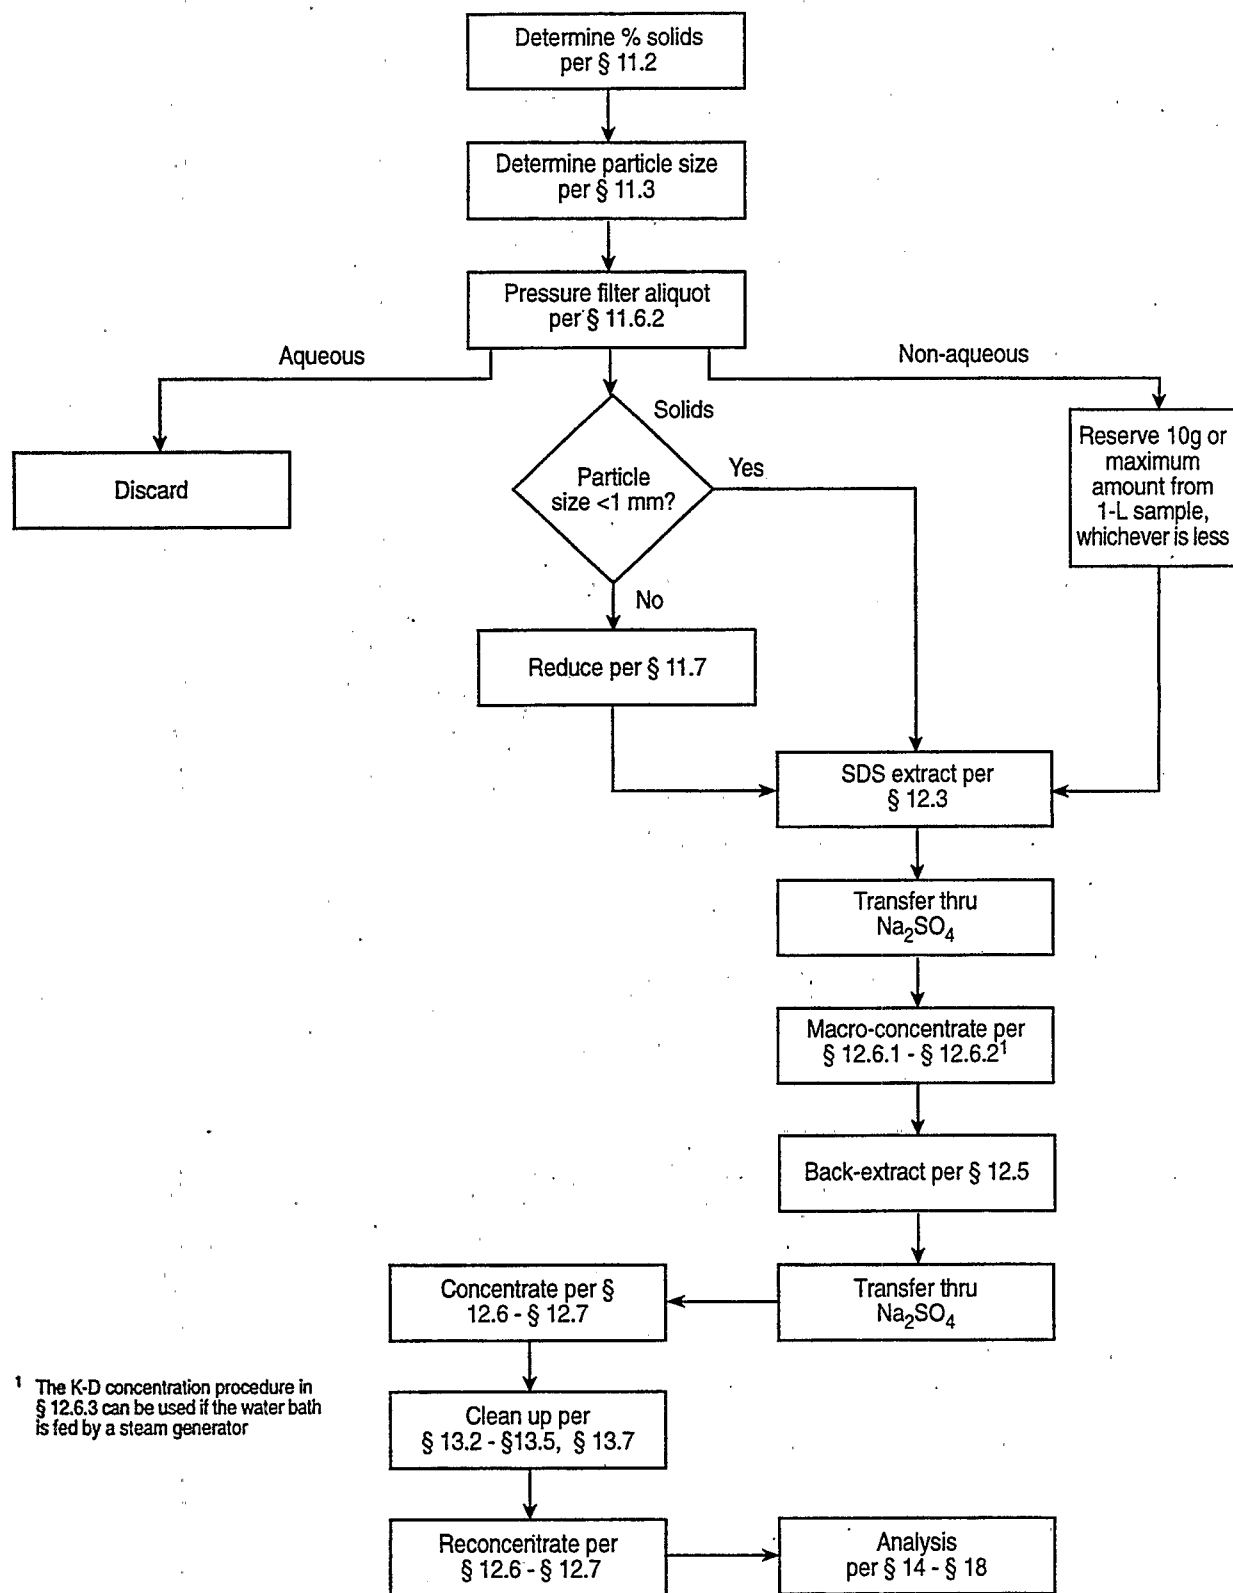 Determine % solids
per § 11.2
Determine particle size
per § 11.3
Pressure filter aliquot
per § 11.6.2
Aqueous
Non-aqueous
Solids
Reserve 10g or
maximum
amount from
1-L sample,
whichever is less
Discard
Particle
size <1 mm?
Yes
No
Reduce per § 11.7
SDS extract per
§ 12.3
Transfer thru
Na₂SO₄
Macro-concentrate per
§ 12.6.1 - § 12.6.2¹
Back-extract per § 12.5
Transfer thru
Na₂SO₄
Concentrate per §
12.6 - § 12.7
¹ The K-D concentration procedure in
§ 12.6.3 can be used if the water bath
is fed by a steam generator
Clean up per
§ 13.2 - §13.5, § 13.7
Reconcentrate per
§ 12.6 - § 12.7
Analysis
per § 14 - § 18